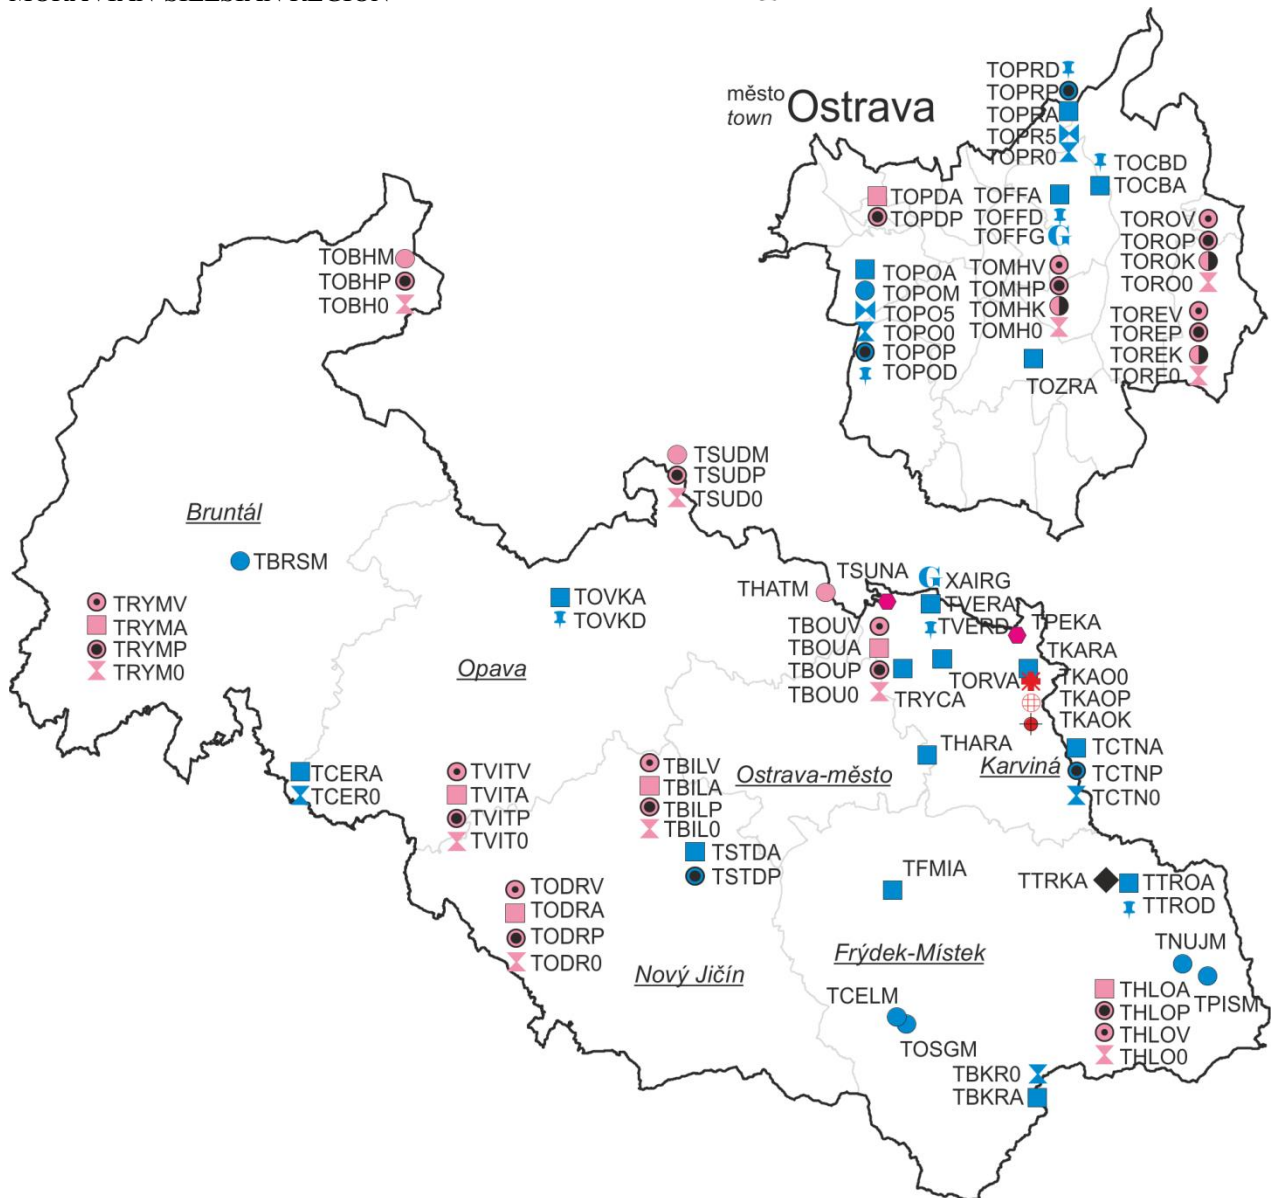 MORAVIAN-SILESIAN REGION
město
town
Ostrava
TOPRD
TOPRP
TOPRA
TOPR5
TOPR0
TOCBD
TOCBA
TOPDA
TOPDP
TOFFA
TOFFD
TOFFG
TOROV
TOROP
TOROK
TORO0
TOPOA
TOPOM
TOPO5
TOPO0
TOPOP
TOPOD
TOMHV
TOMHP
TOMHK
TOMH0
TOREV
TOREP
TOREK
TORE0
TOZRA
TOBHM
TOBHP
TOBH0
TSUDM
TSUDP
TSUD0
Bruntál
TBRSM
TRYMV
TRYMA
TRYMP
TRYM0
TOVKA
TOVKD
Opava
THATM
TSUNA
XAIRG
TVERA
TVERD
TPEKA
TBOUV
TBOUA
TBOUP
TBOU0
TRYCA
TORVA
TKARA
TKAO0
TKAOP
TKAOK
THARA
Karviná
TCTNA
TCTNP
TCTN0
Ostrava-město
TCERA
TCER0
TVITV
TVITA
TVITP
TVIT0
TBILV
TBILA
TBILP
TBIL0
TSTDA
TSTDP
TODRV
TODRA
TODRP
TODR0
Nový Jičín
TFMIA
TTRKA
TTROA
TTROD
Frýdek-Místek
TNUJM
TPISM
TCELM
TOSGM
THLOA
THLOP
THLOV
THLO0
TBKR0
TBKRA